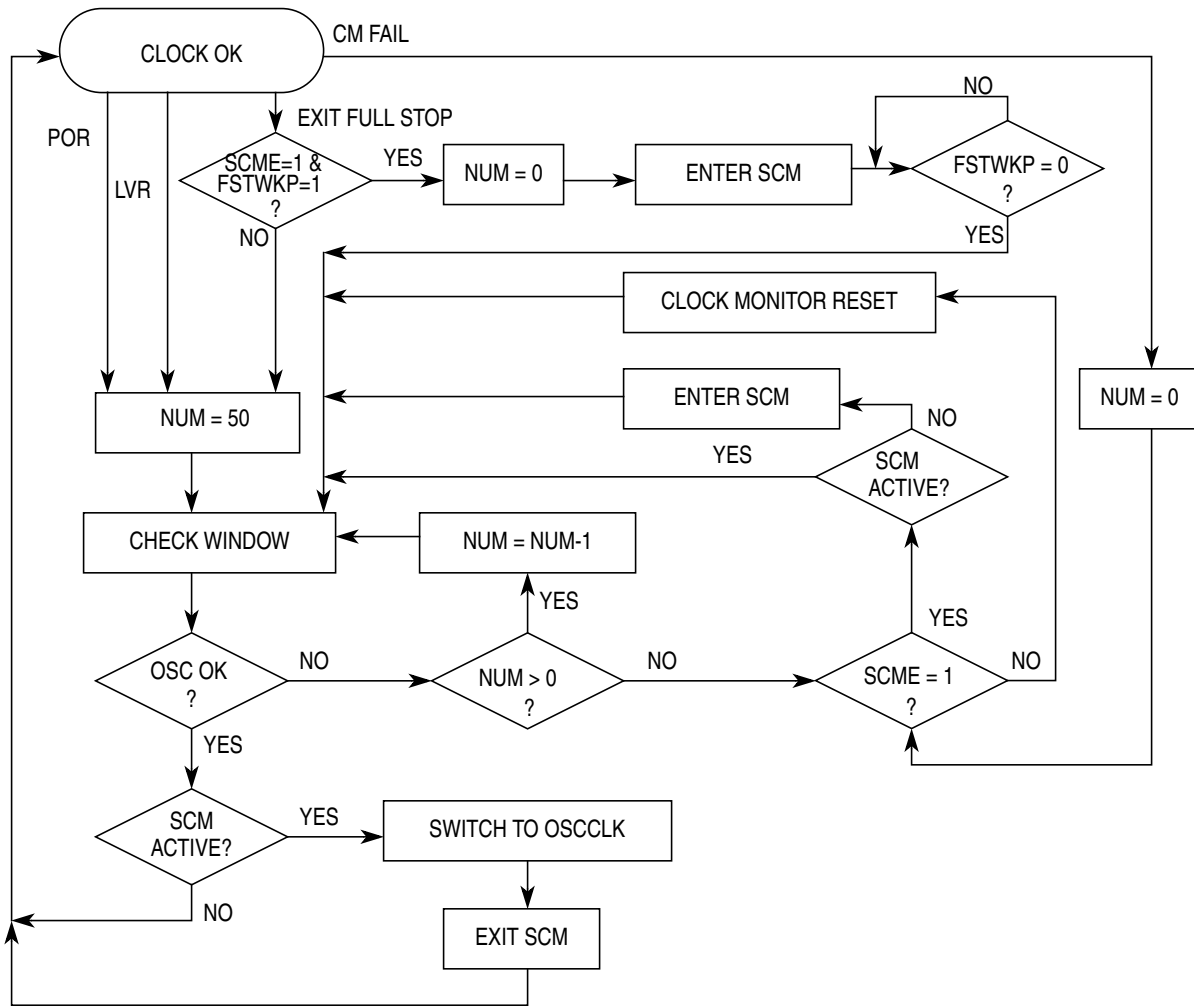 CM FAIL
CLOCK OK
NO
EXIT FULL STOP
POR
SCME=1 &
FSTWKP=1
?
YES
NUM = 0
ENTER SCM
FSTWKP = 0
?
LVR
NO
YES
CLOCK MONITOR RESET
ENTER SCM
NUM = 0
NUM = 50
NO
YES
SCM
ACTIVE?
CHECK WINDOW
NUM = NUM-1
YES
YES
OSC OK
?
NO
NUM > 0
?
NO
SCME = 1
?
NO
YES
SCM
ACTIVE?
YES
SWITCH TO OSCCLK
NO
EXIT SCM